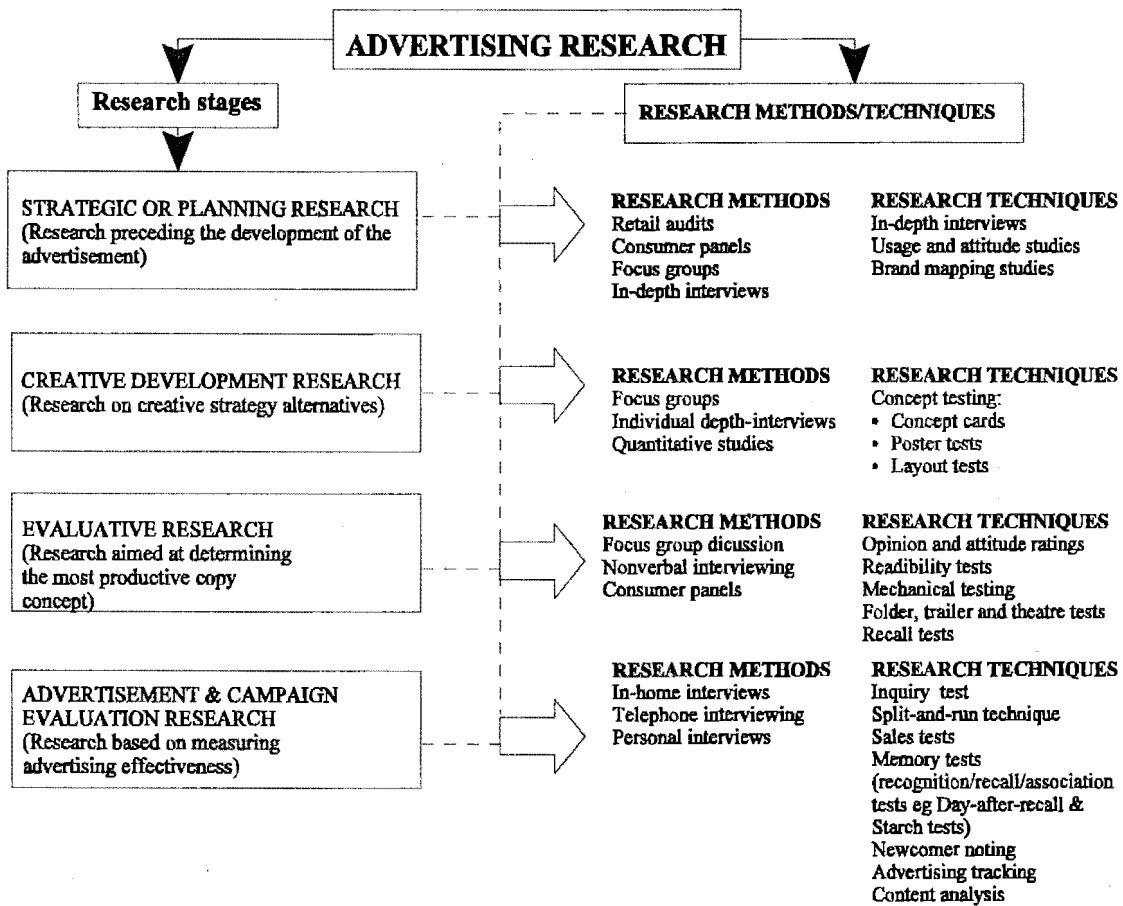 ADVERTISING RESEARCH
Research stages
RESEARCH METHODS/TECHNIQUES
STRATEGIC OR PLANNING RESEARCH
(Research preceding the development of the
advertisement)
RESEARCH METHODS
Retail audits
Consumer panels
Focus groups
In-depth interviews
RESEARCH TECHNIQUES
In-depth interviews
Usage and attitude studies
Brand mapping studies
CREATIVE DEVELOPMENT RESEARCH
(Research on creative strategy alternatives)
RESEARCH METHODS
Focus groups
Individual depth-interviews
Quantitative studies
RESEARCH TECHNIQUES
Concept testing:
• Concept cards
• Poster tests
• Layout tests
EVALUATIVE RESEARCH
(Research aimed at determining
the most productive copy
concept)
RESEARCH METHODS
Focus group dicussion
Nonverbal interviewing
Consumer panels
RESEARCH TECHNIQUES
Opinion and attitude ratings
Readibility tests
Mechanical testing
Folder, trailer and theatre tests
Recall tests
ADVERTISEMENT & CAMPAIGN
EVALUATION RESEARCH
(Research based on measuring
advertising effectiveness)
RESEARCH METHODS
In-home interviews
Telephone interviewing
Personal interviews
RESEARCH TECHNIQUES
Inquiry test
Split-and-run technique
Sales tests
Memory tests
(recognition/recall/association
tests eg Day-after-recall &
Starch tests)
Newcomer noting
Advertising tracking
Content analysis